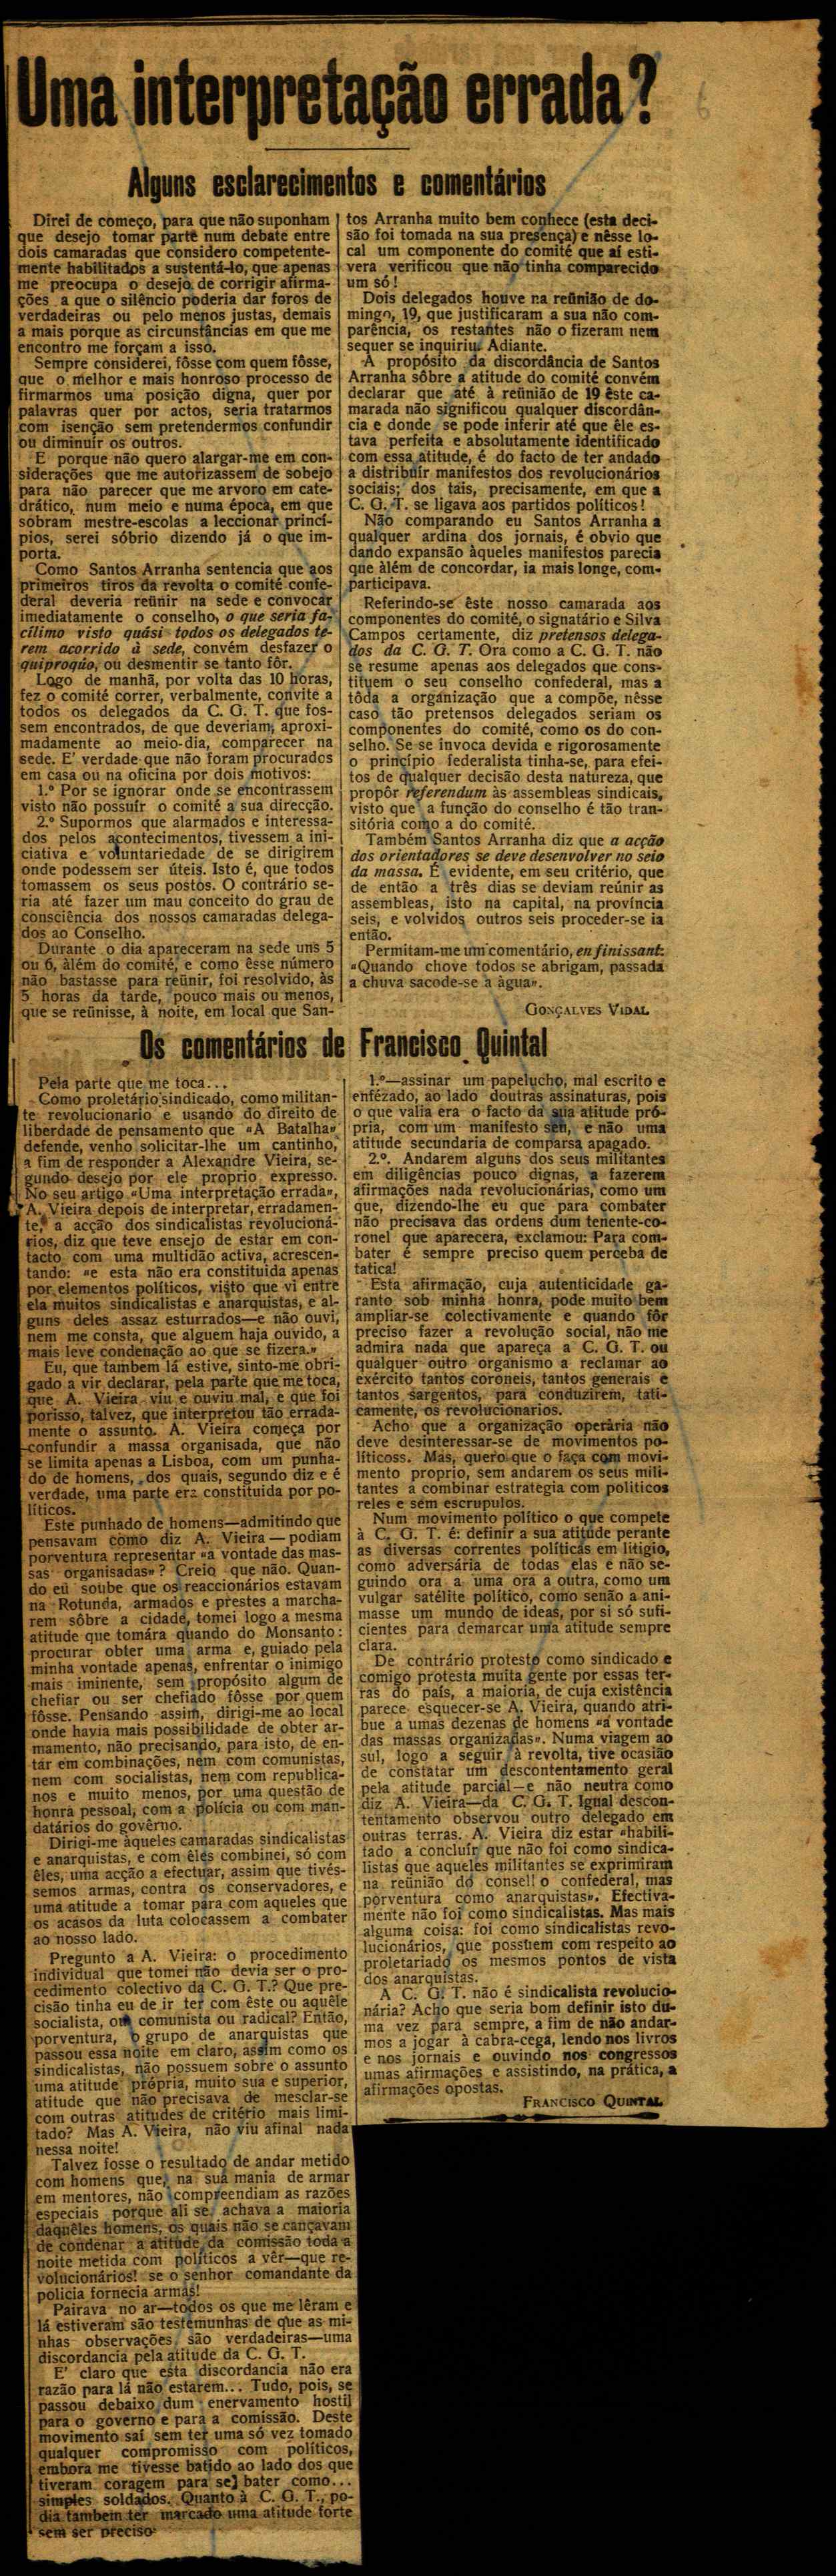 Uma interpretação errada?
Alguns esclarecimentos e comentários
Direi de começo, para que não suponham
que desejo tomar parte num debate entre
dois camaradas que considero competente-
mente habilitados a sustentá-lo, que apenas
me preocupa o desejo de corrigir afirma-
ções a que o silêncio poderia dar foros de
verdadeiras ou pelo menos justas, demais
a mais porque as circunstâncias em que me
encontro me forçam a isso.
Sempre considerei, fôsse com quem fôsse,
que o melhor e mais honroso processo de
firmarmos uma posição digna, quer por
palavras quer por actos, seria tratarmos
com isenção sem pretendermos confundir
ou diminuír os outros.
E porque não quero alargar-me em con-
siderações que me autorizassem de sobejo
para não parecer que me arvoro em cate-
drático, num meio e numa época, em que
sobram mestre-escolas a leccionar princí-
pios, serei sóbrio dizendo já o que im-
porta.
Como Santos Arranha sentencia que aos
primeiros tiros da revolta o comité confe-
deral deveria reünir na sede e convocar
imediatamente o conselho, o que seria fa-
cílimo visto quási todos os delegados te-
rem acorrido à sede, convém desfazer o
quiproqúo, ou desmentir se tanto fôr.
Logo de manhã, por volta das 10 horas,
fez o comité correr, verbalmente, convite a
todos os delegados da C. G. T. que fos-
sem encontrados, de que deveriam, aproxi-
madamente ao meio-dia, comparecer na
sede. E' verdade que não foram procurados
em casa ou na oficina por dois motivos:
1.º Por se ignorar onde se encontrassem
visto não possuír o comité a sua direcção.
2.º Supormos que alarmados e interessa-
dos pelos acontecimentos, tivessem a ini-
ciativa e voluntariedade de se dirigirem
onde podessem ser úteis. Isto é, que todos
tomassem os seus postos. O contrário se-
ria até fazer um mau conceito do grau de
consciência dos nossos camaradas delega-
dos ao Conselho.
Durante o dia apareceram na sede uns 5
ou 6, àlém do comité, e como êsse número
não bastasse para reünir, foi resolvido, às
5 horas da tarde, pouco mais ou menos,
que se reünisse, à noite, em local que San-
tos Arranha muito bem conhece (esta deci-
são foi tomada na sua presença) e nêsse lo-
cal um componente do comité que aí esti-
vera verificou que não tinha comparecido
um só!
Dois delegados houve na reünião de do-
mingo, 19, que justificaram a sua não com-
parência, os restantes não o fizeram nem
sequer se inquiriu. Adiante.
A propósito da discordância de Santos
Arranha sôbre a atitude do comité convém
declarar que até à reünião de 19 êste ca-
marada não significou qualquer discordân-
cia e donde se pode inferir até que êle es-
tava perfeita e absolutamente identificado
com essa atitude, é do facto de ter andado
a distribuír manifestos dos revolucionários
sociais; dos tais, precisamente, em que a
C. G. T. se ligava aos partidos políticos!
Não comparando eu Santos Arranha a
qualquer ardina dos jornais, é obvio que
dando expansão àqueles manifestos parecia
que àlém de concordar, ia mais longe, com-
participava.
Referindo-se êste nosso camarada aos
componentes do comité, o signatário e Silva
Campos certamente, diz pretensos delega-
dos da C. G. T. Ora como a C. G. T. não
se resume apenas aos delegados que cons-
tituem o seu conselho confederal, mas a
tôda a organização que a compõe, nêsse
caso tão pretensos delegados seriam os
componentes do comité, como os do con-
selho. Se se invoca devida e rigorosamente
o princípio federalista tinha-se, para efei-
tos de qualquer decisão desta natureza, que
propôr referendum às assembleas sindicais,
visto que a função do conselho é tão tran-
sitória como a do comité.
Também Santos Arranha diz que a acção
dos orientadores se deve desenvolver no seio
da massa. É evidente, em seu critério, que
de então a três dias se deviam reünir as
assembleas, isto na capital, na província
seis, e volvidos outros seis proceder-se ia
então.
Permitam-me um comentário, en finissant:
«Quando chove todos se abrigam, passada
a chuva sacode-se a àgua».
GONÇALVES VIDAL
Os comentários de Francisco Quintal
Pela parte que me toca...
Como proletário sindicado, como militan-
te revolucionario e usando do direito de
liberdade de pensamento que «A Batalha»
defende, venho solicitar-lhe um cantinho,
a fim de responder a Alexandre Vieira, se-
gundo desejo por ele proprio expresso.
No seu artigo «Uma interpretação errada»,
A. Vieira depois de interpretar, erradamen-
te, a acção dos sindicalistas revolucioná-
rios, diz que teve ensejo de estar em con-
tacto com uma multidão activa, acrescen-
tando: «e esta não era constituida apenas
por elementos políticos, visto que vi entre
ela muitos sindicalistas e anarquistas, e al-
guns deles assaz esturrados—e não ouvi,
nem me consta, que alguem haja ouvido, a
mais leve condenação ao que se fizera.»
Eu, que tambem lá estive, sinto-me obri-
gado a vir declarar, pela parte que me toca,
que A. Vieira viu e ouviu mal, e que foi
porisso, talvez, que interpretou tão errada-
mente o assunto. A. Vieira começa por
confundir a massa organisada, que não
se limita apenas a Lisboa, com um punha-
do de homens, dos quais, segundo diz e é
verdade, uma parte era constituida por po-
líticos.
Este punhado de homens—admitindo que
pensavam como diz A. Vieira — podiam
porventura representar «a vontade das mas-
sas organisadas»? Creio que não. Quan-
do eu soube que os reaccionários estavam
na Rotunda, armados e prestes a marcha-
rem sôbre a cidade, tomei logo a mesma
atitude que tomára quando do Monsanto:
procurar obter uma arma e, guiado pela
minha vontade apenas, enfrentar o inimigo
mais iminente, sem propósito algum de
chefiar ou ser chefiado fôsse por quem
fôsse. Pensando assim, dirigi-me ao local
onde havia mais possibilidade de obter ar-
mamento, não precisando, para isto, de en-
tar em combinações, nem com comunistas,
nem com socialistas, nem com republica-
nos e muito menos, por uma questão de
honra pessoal, com a polícia ou com man-
datários do govêrno.
Dirigi-me àqueles camaradas sindicalistas
e anarquistas, e com êles combinei, só com
êles, uma acção a efectuar, assim que tivés-
semos armas, contra os conservadores, e
uma atitude a tomar para com aqueles que
os acasos da luta colocassem a combater
ao nosso lado.
Pregunto a A. Vieira: o procedimento
individual que tomei não devia ser o pro-
cedimento colectivo da C. G. T.? Que pre-
cisão tinha eu de ir ter com êste ou aquêle
socialista, ou comunista ou radical? Então,
porventura, o grupo de anarquistas que
passou essa noite em claro, assim como os
sindicalistas, não possuem sobre o assunto
uma atitude própria, muito sua e superior,
atitude que não precisava de mesclar-se
com outras atitudes de critério mais limi-
tado? Mas A. Vieira, não viu afinal nada
nessa noite!
Talvez fosse o resultado de andar metido
com homens que, na sua mania de armar
em mentores, não compreendiam as razões
especiais porque ali se achava a maioria
daquêles homens, os quais não se cançavam
de condenar a atitude da comissão toda a
noite metida com políticos a vêr—que re-
volucionários! se o senhor comandante da
policia fornecia armas!
Pairava no ar—todos os que me lêram e
lá estiveram são testemunhas de que as mi-
nhas observações são verdadeiras—uma
discordancia pela atitude da C. G. T.
E' claro que esta discordancia não era
razão para lá não estarem... Tudo, pois, se
passou debaixo dum enervamento hostil
para o governo e para a comissão. Deste
movimento saí sem ter uma só vez tomado
qualquer compromisso com políticos,
embora me tivesse batido ao lado dos que
tiveram coragem para se] bater como...
simples soldados. Quanto à C. G. T., po-
dia tambem ter marcado uma atitude forte
sem ser preciso:
1.º—assinar um papelucho, mal escrito e
enfézado, ao lado doutras assinaturas, pois
o que valia era o facto da sua atitude pró-
pria, com um manifesto seu, e não uma
atitude secundaria de comparsa apagado.
2.º. Andarem alguns dos seus militantes
em diligências pouco dignas, a fazerem
afirmações nada revolucionárias, como um
que, dizendo-lhe eu que para combater
não precisava das ordens dum tenente-co-
ronel que aparecera, exclamou: Para com-
bater é sempre preciso quem perceba de
tatica!
Esta afirmação, cuja autenticidade ga-
ranto sob minha honra, pode muito bem
ampliar-se colectivamente e quando fôr
preciso fazer a revolução social, não me
admira nada que apareça a C. G. T. ou
qualquer outro organismo a reclamar ao
exército tantos coroneis, tantos generais e
tantos sargentos, para conduzirem, tati-
camente, os revolucionarios.
Acho que a organização operària não
deve desinteressar-se de movimentos po-
líticoss. Mas, quero que o faça com movi-
mento proprio, sem andarem os seus mili-
tantes a combinar estrategia com politicos
reles e sem escrupulos.
Num movimento político o que compete
à C. G. T. é: definir a sua atitude perante
as diversas correntes políticas em litígio,
como adversária de todas elas e não se-
guindo ora a uma ora a outra, como um
vulgar satélite político, como senão a ani-
masse um mundo de ideas, por si só sufi-
cientes para demarcar uma atitude sempre
clara.
De contrário protesto como sindicado e
comigo protesta muita gente por essas ter-
ras do país, a maioria, de cuja existência
parece esquecer-se A. Vieira, quando atri-
bue a umas dezenas de homens «a vontade
das massas organizadas». Numa viagem ao
sul, logo a seguir à revolta, tive ocasião
de constatar um descontentamento geral
pela atitude parcial—e não neutra como
diz A. Vieira—da C. G. T. Igual descon-
tentamento observou outro delegado em
outras terras. A. Vieira diz estar «habili-
tado a concluír que não foi como sindica-
listas que aqueles militantes se exprimiram
na reünião do consell o confederal, mas
porventura como anarquistas». Efectiva-
mente não foi como sindicalistas. Mas mais
alguma coisa: foi como sindicalistas revo-
lucionários, que possuem com respeito ao
proletariado os mesmos pontos de vista
dos anarquistas.
A C. G. T. não é sindicalista revolucio-
nária? Acho que seria bom definir isto du-
ma vez para sempre, a fim de não andar-
mos a jogar à cabra-cega, lendo nos livros
e nos jornais e ouvindo nos congressos
umas afirmações e assistindo, na prática, a
afirmações opostas.
FRANCISCO QUINTAL